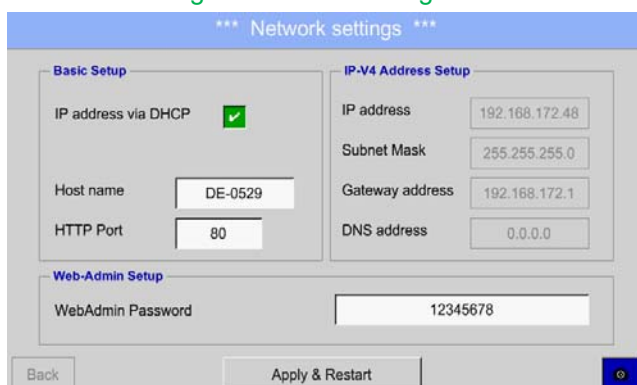 *** Network settings ***
Basic Setup
IP address via DHCP
Host name DE-0529
HTTP Port 80
IP-V4 Address Setup
IP address 192.168.172.48
Subnet Mask 255.255.255.0
Gateway address 192.168.172.1
DNS address 0.0.0.0
Web-Admin Setup
WebAdmin Password 12345678
Back Apply & Restart